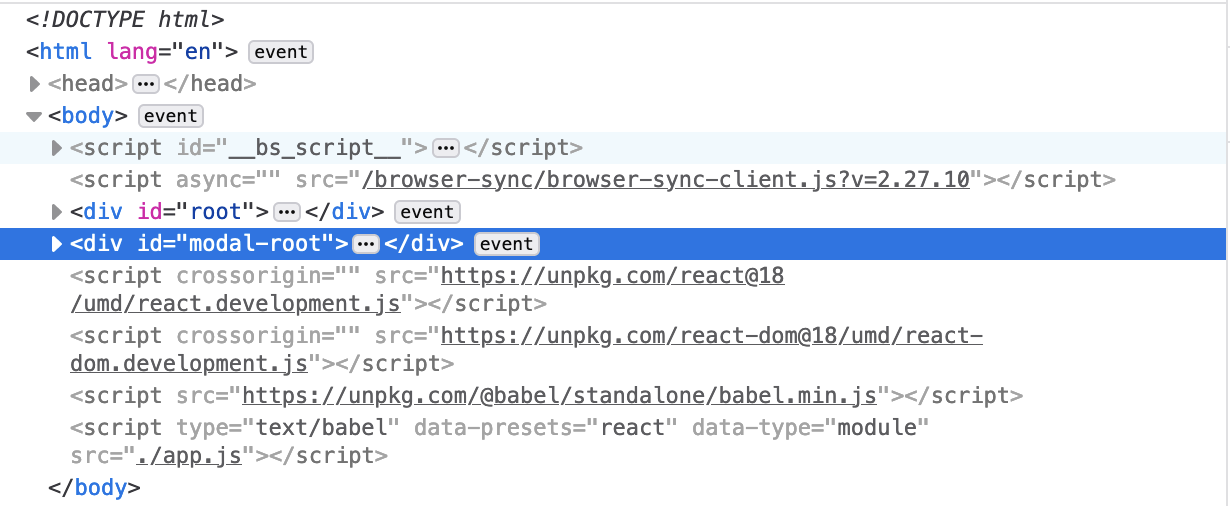 <!DOCTYPE html>
<html lang="en"> event
<head> ••• </head>
<body> event
<script id="__bs_script__"> ••• </script>
<script async="" src="/browser-sync/browser-sync-client.js?v=2.27.10"></script>
<div id="root"> ••• </div> event
<div id="modal-root"> ••• </div> event
<script crossorigin="" src="https://unpkg.com/react@18
/umd/react.development.js"></script>
<script crossorigin="" src="https://unpkg.com/react-dom@18/umd/react-
dom.development.js"></script>
<script src="https://unpkg.com/@babel/standalone/babel.min.js"></script>
<script type="text/babel" data-presets="react" data-type="module"
src="./app.js"></script>
</body>